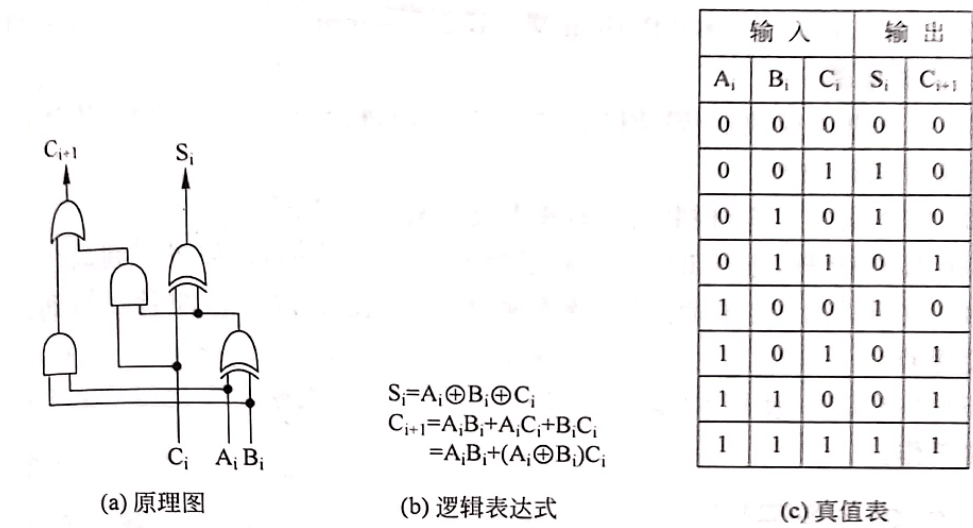 C_{i+1} S_i
C_i A_i B_i
(a) 原理图
S_i=A_i⊕B_i⊕C_i
C_{i+1}=A_iB_i+A_iC_i+B_iC_i
=A_iB_i+(A_i⊕B_i)C_i
(b) 逻辑表达式
输 入 输 出
A_i B_i C_i S_i C_{i+1}
0 0 0 0 0
0 0 1 1 0
0 1 0 1 0
0 1 1 0 1
1 0 0 1 0
1 0 1 0 1
1 1 0 0 1
1 1 1 1 1
(c) 真值表